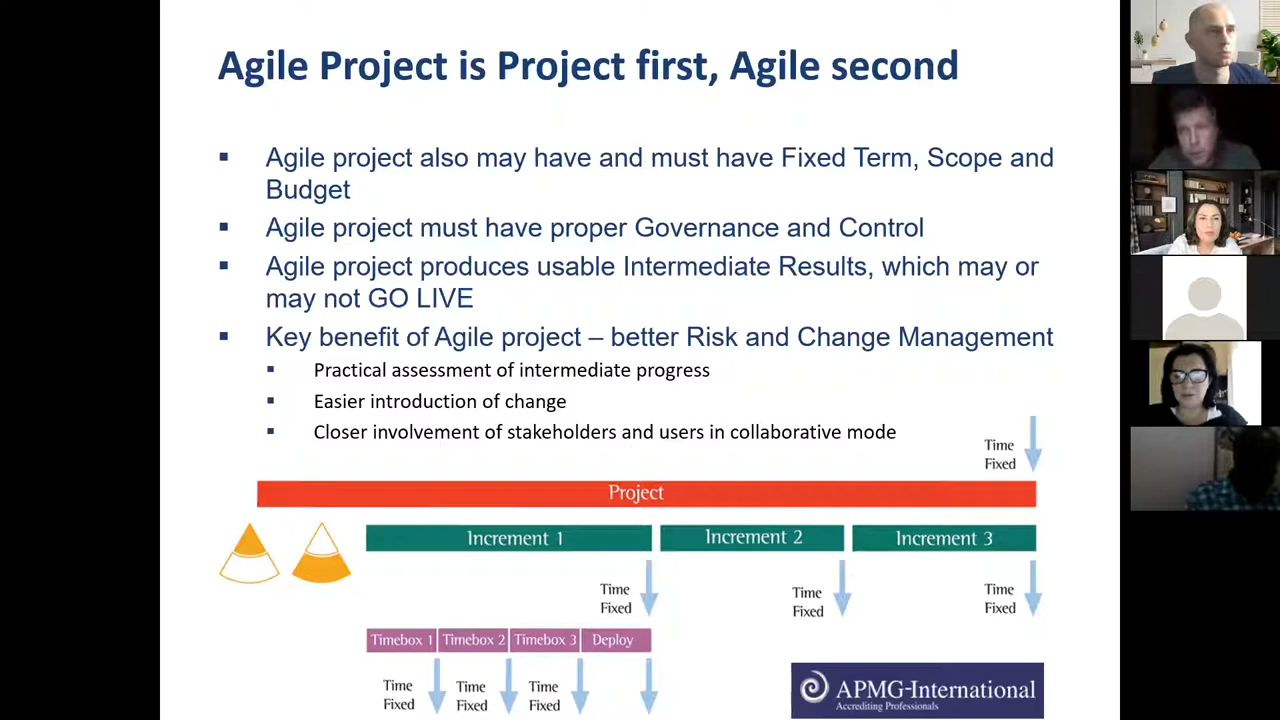 Agile Project is Project first, Agile second
▪ Agile project also may have and must have Fixed Term, Scope and
Budget
▪ Agile project must have proper Governance and Control
▪ Agile project produces usable Intermediate Results, which may or
may not GO LIVE
▪ Key benefit of Agile project – better Risk and Change Management
▪ Practical assessment of intermediate progress
▪ Easier introduction of change
▪ Closer involvement of stakeholders and users in collaborative mode
Time
Fixed
Project
Increment 1
Increment 2
Increment 3
Time
Fixed
Time
Fixed
Time
Fixed
Timebox 1
Timebox 2
Timebox 3
Deploy
Time
Fixed
Time
Fixed
Time
Fixed
APMG-International
Accrediting Professionals